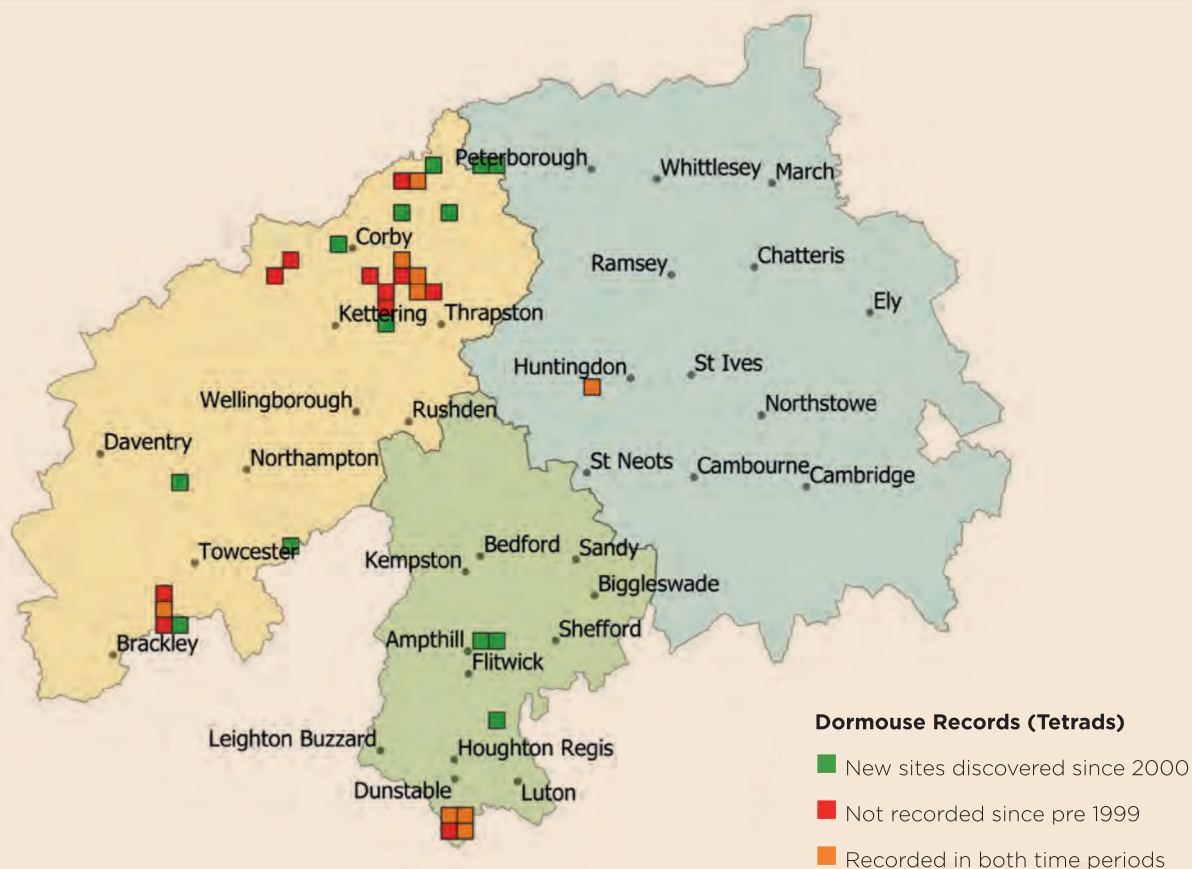 Peterborough
Whittlesey
March
Corby
Ramsey
Chatteris
Ely
Kettering
Thrapston
Huntingdon
St Ives
Wellingborough
Rushden
Northstowe
Daventry
Northampton
St Neots
Cambourne
Cambridge
Towcester
Kempston
Bedford
Sandy
Biggleswade
Brackley
Ampthill
Shefford
Flitwick
Leighton Buzzard
Houghton Regis
Dunstable
Luton
Dormouse Records (Tetrads)
New sites discovered since 2000
Not recorded since pre 1999
Recorded in both time periods